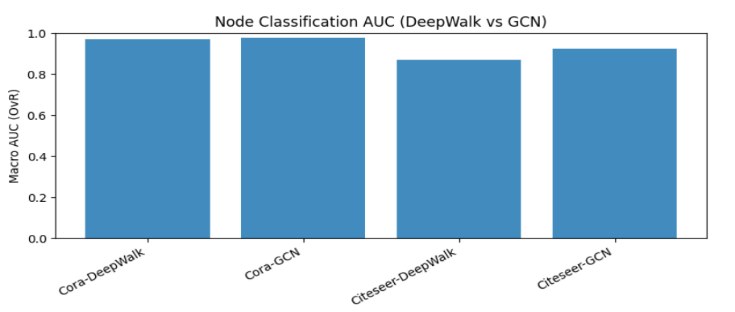 Node Classification AUC (DeepWalk vs GCN)
Macro AUC (OvR)
1.0
0.8
0.6
0.4
0.2
0.0
Cora-DeepWalk
Cora-GCN
Citeseer-DeepWalk
Citeseer-GCN